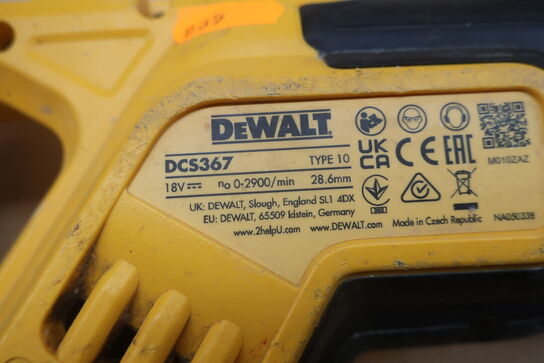 DEWALT
DCS367 TYPE 10
18V n₀ 0-2900/min 28.6mm
UK: DEWALT, Slough, England SL1 4DX
EU: DEWALT, 65509 Idstein, Germany
www.2helpU.com www.DEWALT.com
UK
CA
CE
EAC
M010ZAZ
Made in Czech Republic
NA050338